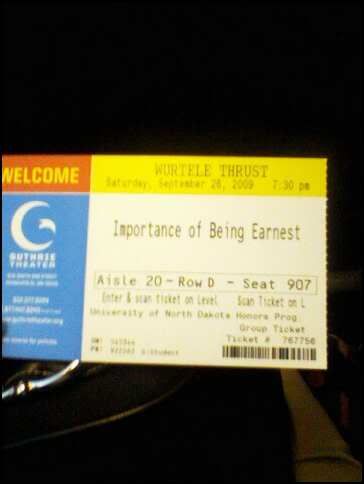 WELCOME
WURTELE THRUST
Saturday, September 26, 2009 7:30 pm
Importance of Being Earnest
GUTHRIE
THEATER
Aisle 20 - Row D - Seat 907
Enter & scan ticket on Level Scan Ticket on L
University of North Dakota Honors Prog.
Group Ticket
Ticket # 767756